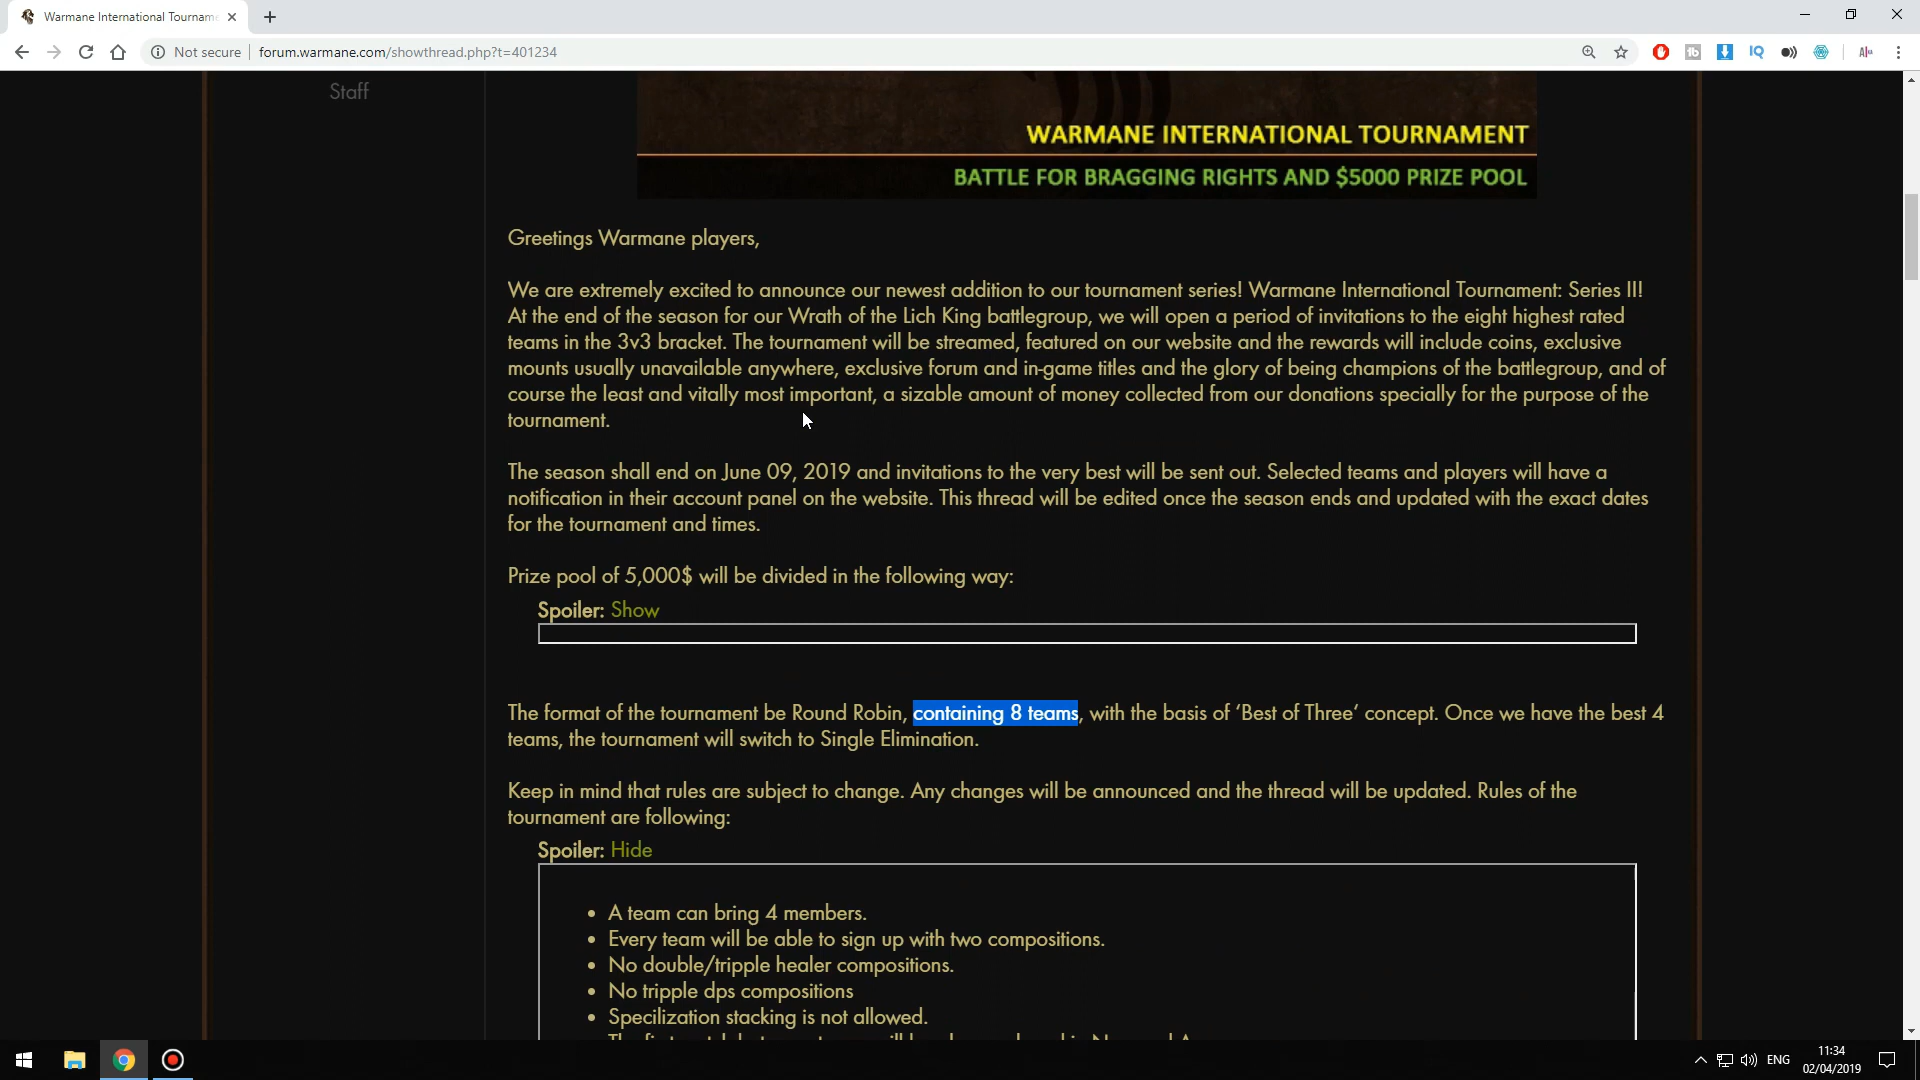 Warmane International Tourname
Not secure
forum.warmane.com/showthread.php?t=401234
Staff
WARMANE INTERNATIONAL TOURNAMENT
BATTLE FOR BRAGGING RIGHTS AND $5000 PRIZE POOL
Greetings Warmane players,
We are extremely excited to announce our newest addition to our tournament series! Warmane International Tournament: Series II!
At the end of the season for our Wrath of the Lich King battlegroup, we will open a period of invitations to the eight highest rated
teams in the 3v3 bracket. The tournament will be streamed, featured on our website and the rewards will include coins, exclusive
mounts usually unavailable anywhere, exclusive forum and in-game titles and the glory of being champions of the battlegroup, and of
course the least and vitally most important, a sizable amount of money collected from our donations specially for the purpose of the
tournament.
The season shall end on June 09, 2019 and invitations to the very best will be sent out. Selected teams and players will have a
notification in their account panel on the website. This thread will be edited once the season ends and updated with the exact dates
for the tournament and times.
Prize pool of 5,000$ will be divided in the following way:
Spoiler: Show
The format of the tournament be Round Robin, containing 8 teams, with the basis of ‘Best of Three’ concept. Once we have the best 4
teams, the tournament will switch to Single Elimination.
Keep in mind that rules are subject to change. Any changes will be announced and the thread will be updated. Rules of the
tournament are following:
Spoiler: Hide
• A team can bring 4 members.
• Every team will be able to sign up with two compositions.
• No double/tripple healer compositions.
• No tripple dps compositions
• Specilization stacking is not allowed.
ENG
11:34
02/04/2019